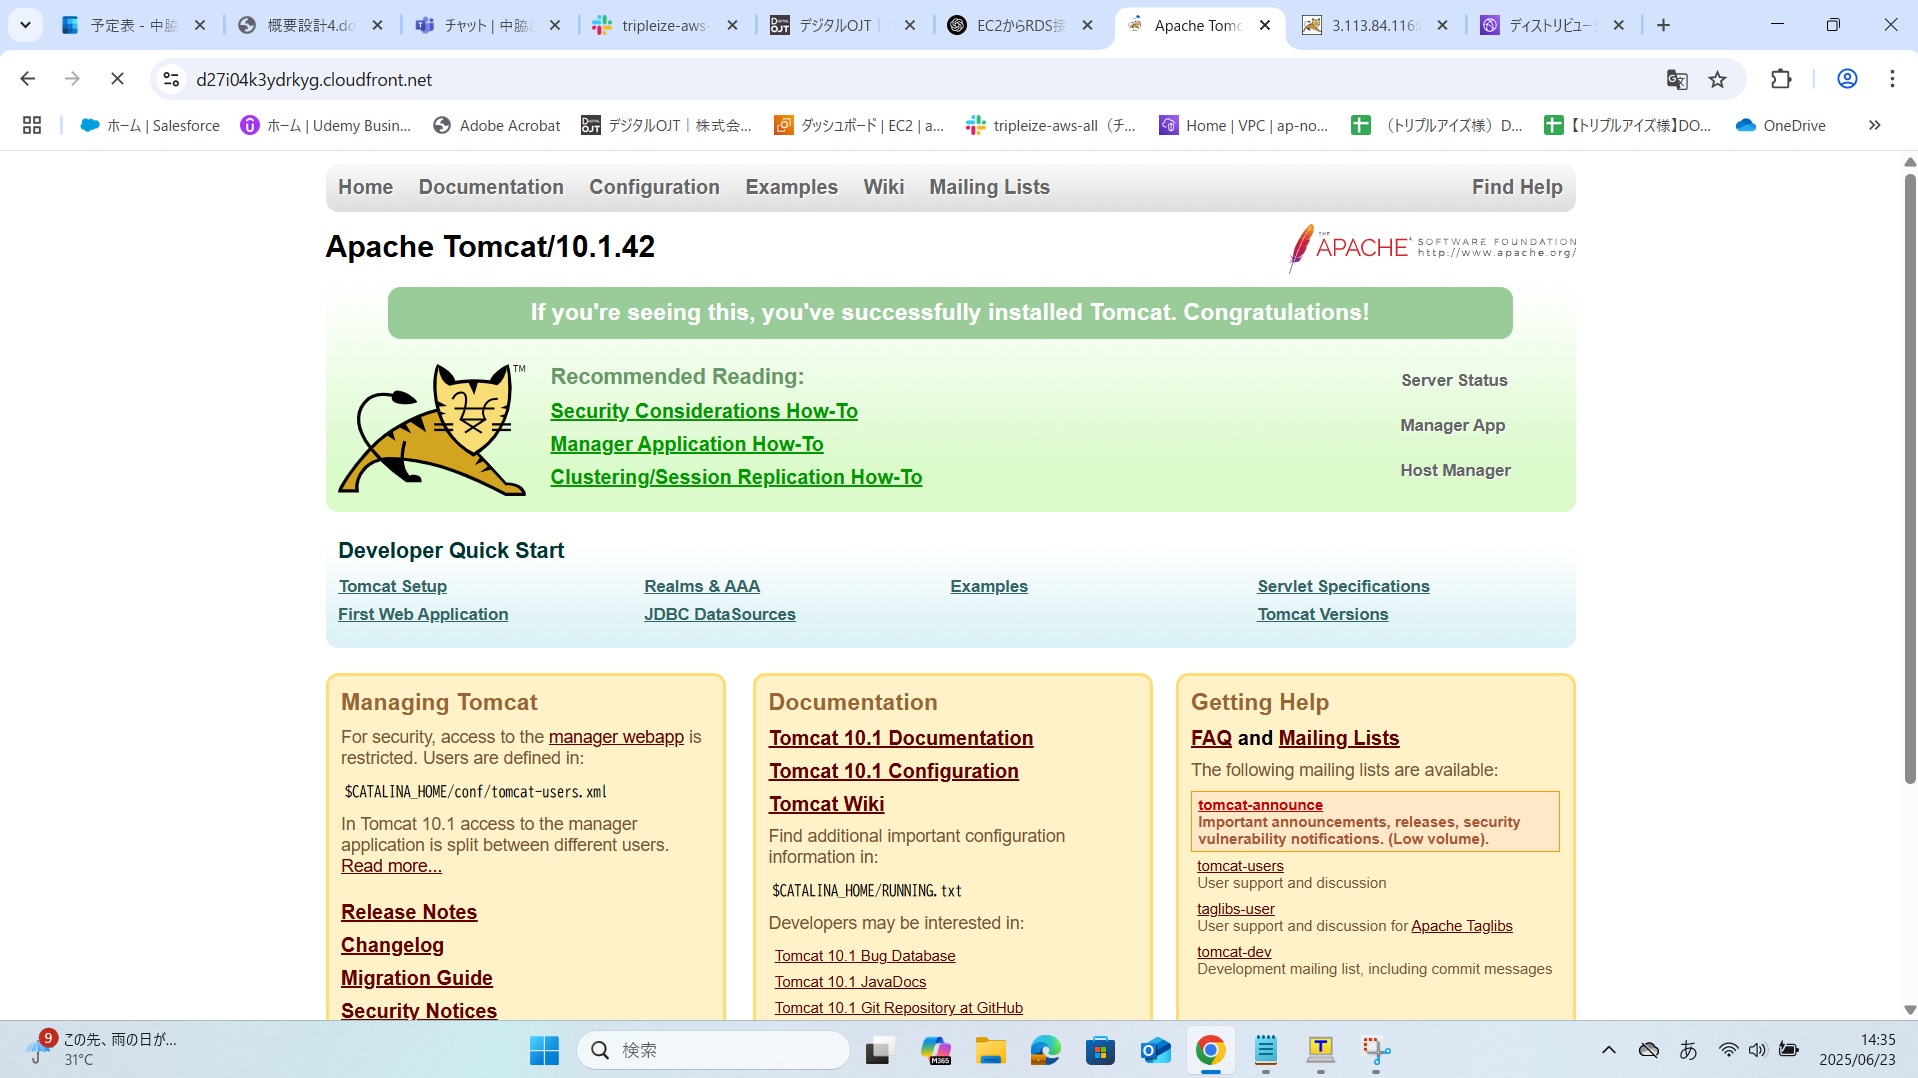 予定表 - 中脇
概要設計4.do
チャット | 中脇
tripleize-aws-
デジタルOJT |
EC2からRDS接
Apache Tomc
3.113.84.116:
ディストリビュー
d27i04k3ydrkyg.cloudfront.net
ホーム | Salesforce
ホーム | Udemy Busin...
Adobe Acrobat
デジタルOJT｜株式会...
ダッシュボード | EC2 | a...
tripleize-aws-all（チ...
Home | VPC | ap-no...
（トリプルアイズ様）D...
【トリプルアイズ様】DO...
OneDrive
Home
Documentation
Configuration
Examples
Wiki
Mailing Lists
Find Help
Apache Tomcat/10.1.42
THE
APACHE
SOFTWARE FOUNDATION
http://www.apache.org/
If you're seeing this, you've successfully installed Tomcat. Congratulations!
TM
Recommended Reading:
Security Considerations How-To
Manager Application How-To
Clustering/Session Replication How-To
Server Status
Manager App
Host Manager
Developer Quick Start
Tomcat Setup
First Web Application
Realms & AAA
JDBC DataSources
Examples
Servlet Specifications
Tomcat Versions
Managing Tomcat
For security, access to the manager webapp is
restricted. Users are defined in:
$CATALINA_HOME/conf/tomcat-users.xml
In Tomcat 10.1 access to the manager
application is split between different users.
Read more...
Release Notes
Changelog
Migration Guide
Security Notices
Documentation
Tomcat 10.1 Documentation
Tomcat 10.1 Configuration
Tomcat Wiki
Find additional important configuration
information in:
$CATALINA_HOME/RUNNING.txt
Developers may be interested in:
Tomcat 10.1 Bug Database
Tomcat 10.1 JavaDocs
Tomcat 10.1 Git Repository at GitHub
Getting Help
FAQ and Mailing Lists
The following mailing lists are available:
tomcat-announce
Important announcements, releases, security
vulnerability notifications. (Low volume).
tomcat-users
User support and discussion
taglibs-user
User support and discussion for Apache Taglibs
tomcat-dev
Development mailing list, including commit messages
9
この先、雨の日が...
31°C
検索
M365
あ
14:35
2025/06/23